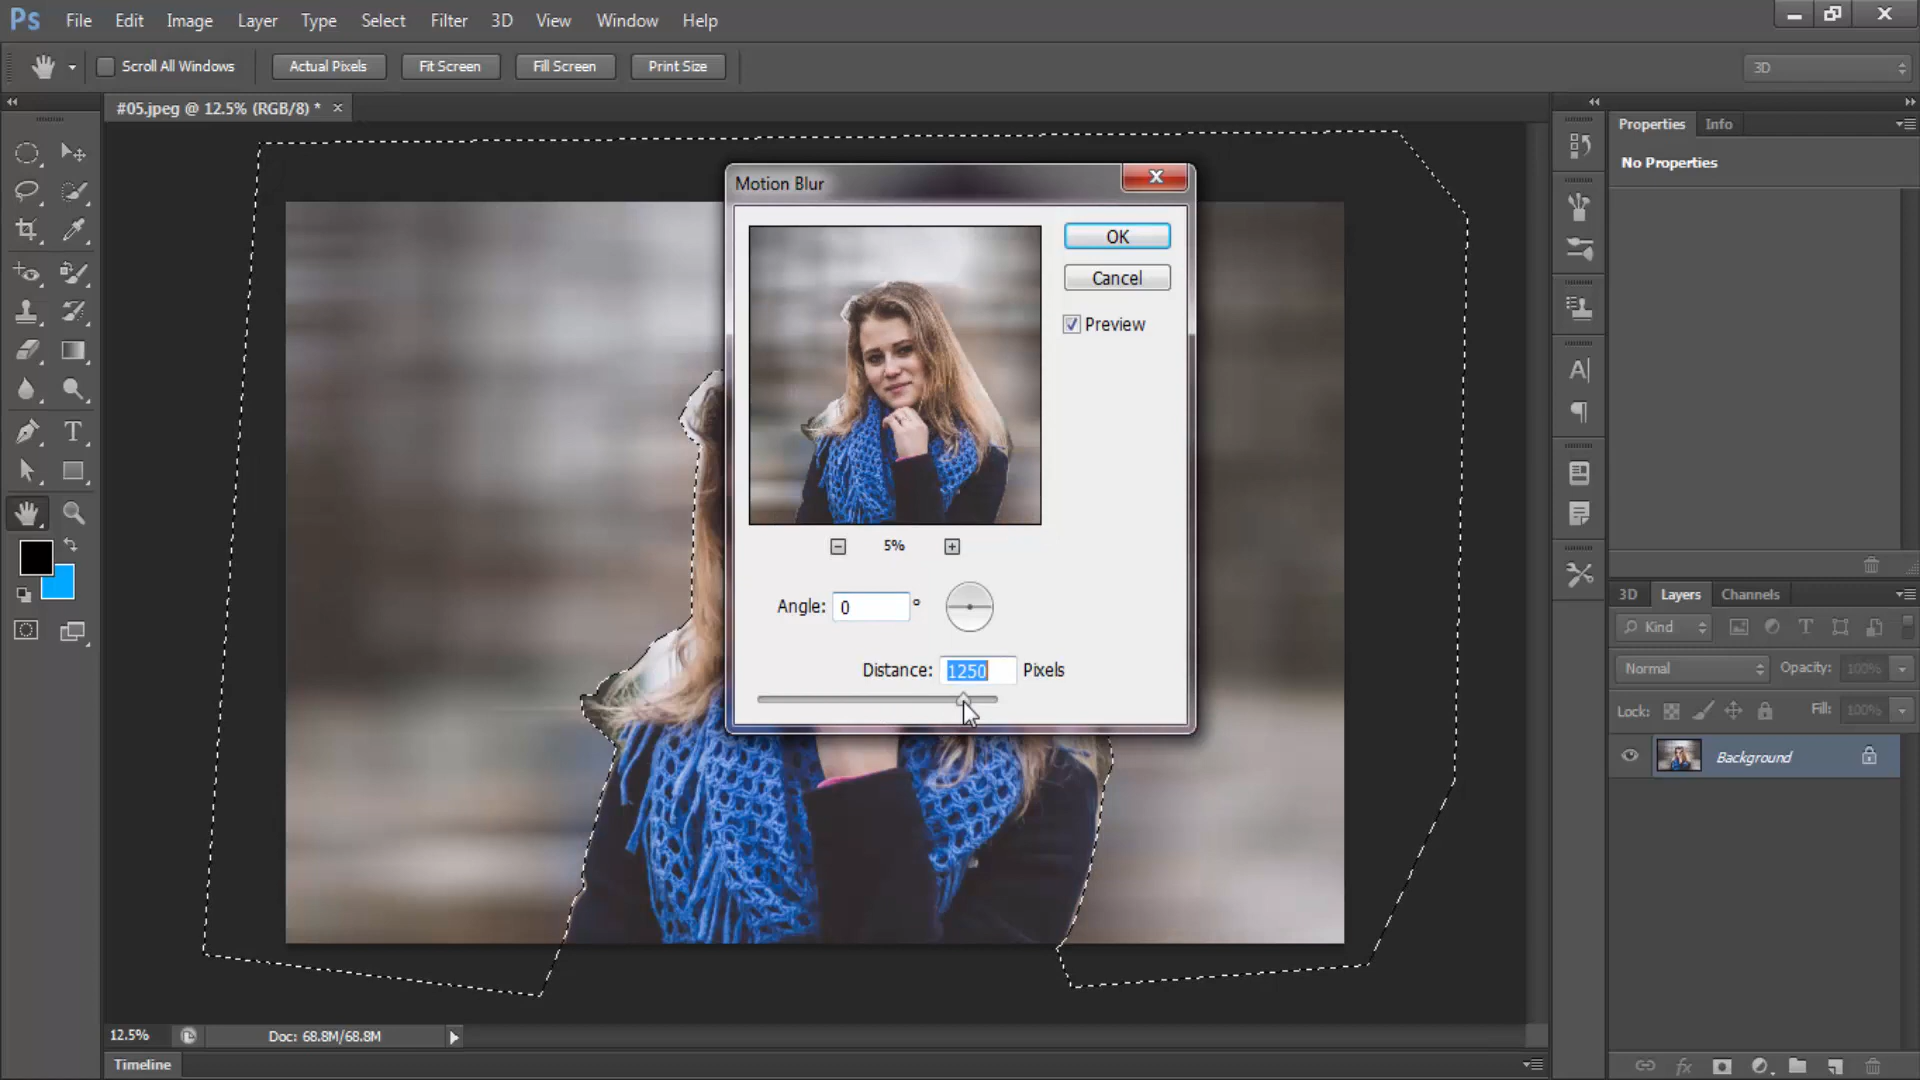 Ps File Edit Image Layer Type Select Filter 3D View Window Help
Scroll All Windows Actual Pixels Fit Screen Fill Screen Print Size 3D
#05.jpeg @ 12.5% (RGB/8) * ×
Properties Info
No Properties
Motion Blur
OK
Cancel
Preview
5%
Angle: 0 °
Distance: 1250 Pixels
3D Layers Channels
Kind
Normal Opacity: 100%
Lock: Fill: 100%
Background
12.5% Doc: 68.8M/68.8M
Timeline